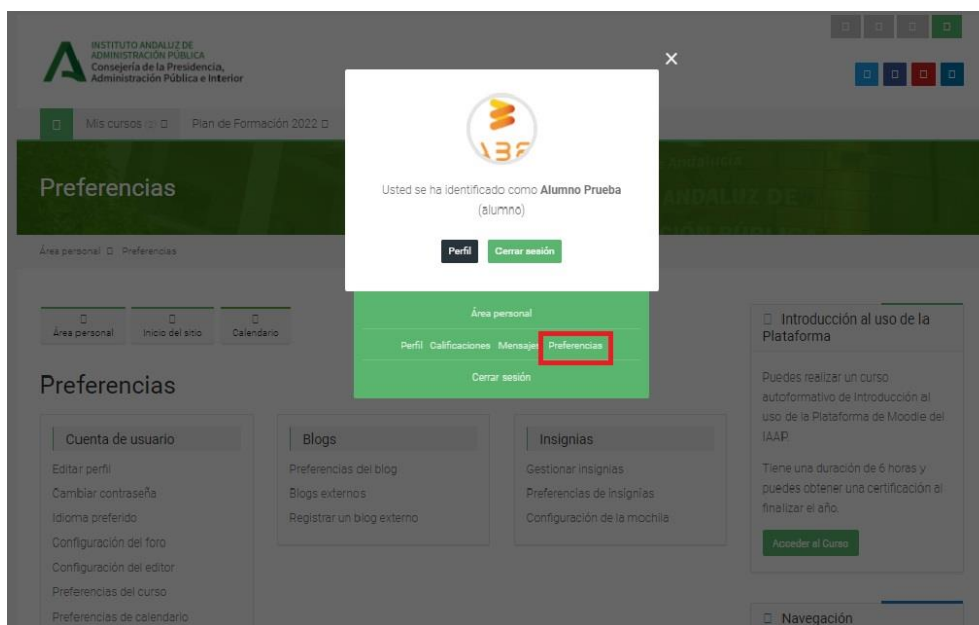 INSTITUTO ANDALUZ DE
ADMINISTRACIÓN PÚBLICA
Consejería de la Presidencia,
Administración Pública e Interior
Mis cursos (2)
Plan de Formación 2022
Preferencias
Área personal Preferencias
Usted se ha identificado como Alumno Prueba
(alumno)
Perfil Cerrar sesión
Área personal
Perfil Calificaciones Mensajes Preferencias
Cerrar sesión
Área personal
Inicio del sitio
Calendario
Preferencias
Cuenta de usuario
Editar perfil
Cambiar contraseña
Idioma preferido
Configuración del foro
Configuración del editor
Preferencias del curso
Preferencias de calendario
Blogs
Preferencias del blog
Blogs externos
Registrar un blog externo
Insignias
Gestionar insignias
Preferencias de insignias
Configuración de la mochila
Introducción al uso de la
Plataforma
Puedes realizar un curso
autoformativo de Introducción al
uso de la Plataforma de Moodle del
IAAP.
Tiene una duración de 6 horas y
puedes obtener una certificación al
finalizar el año.
Acceder al Curso
Navegación